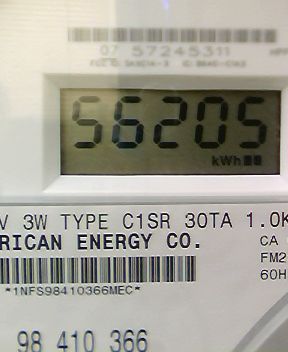 07 57245311
56205
kWh
V 3W TYPE C1SR 30TA 1.0K
RICAN ENERGY CO.
CA
FM2
60H
*1NFS98410366MEC*
98 410 366